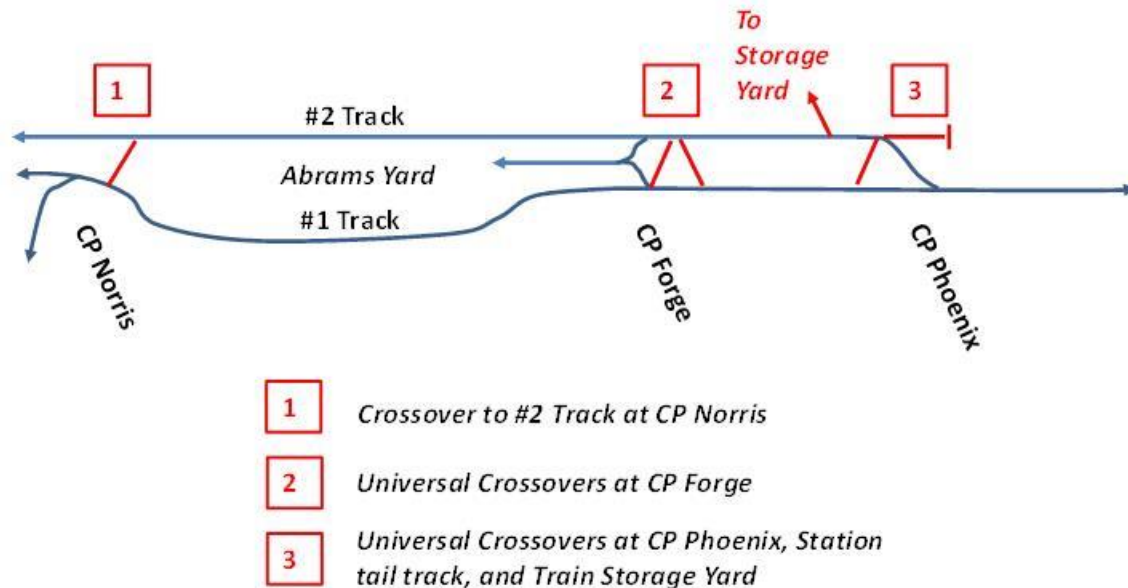 To
Storage
Yard
1
2
3
#2 Track
Abrams Yard
#1 Track
CP Norris
CP Forge
CP Phoenix
1 Crossover to #2 Track at CP Norris
2 Universal Crossovers at CP Forge
3 Universal Crossovers at CP Phoenix, Station
tail track, and Train Storage Yard